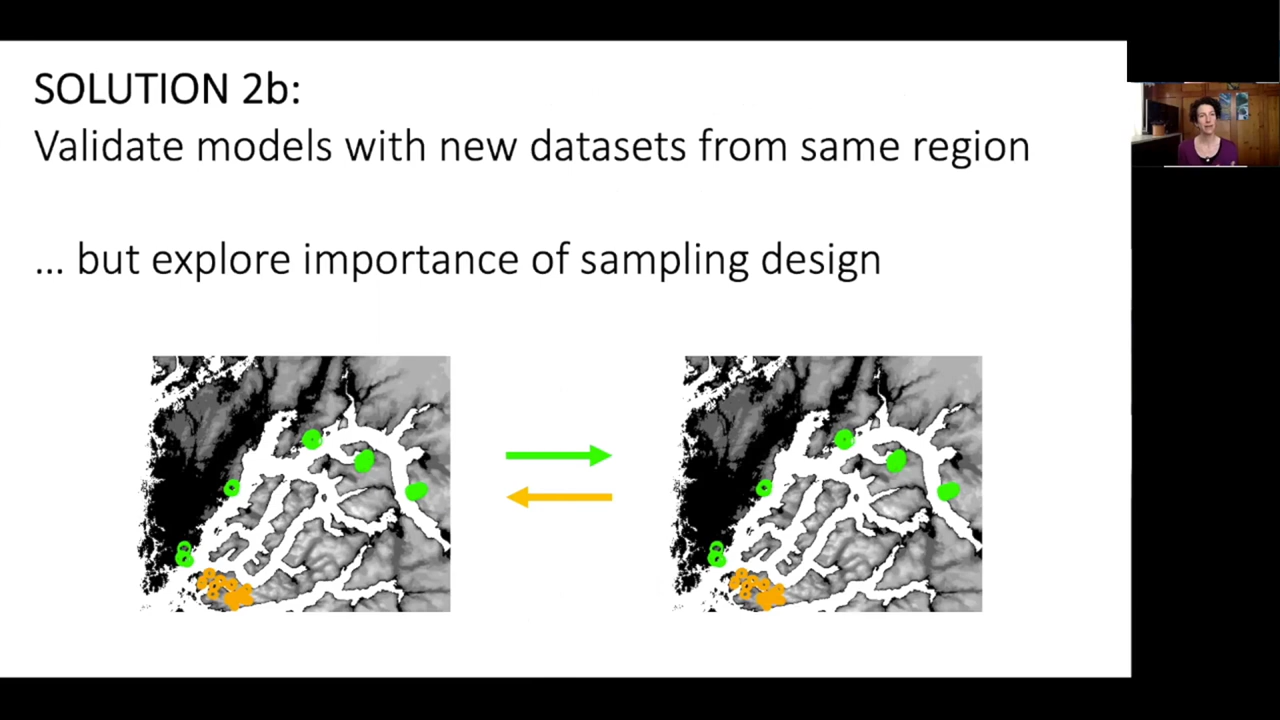 SOLUTION 2b:
Validate models with new datasets from same region
... but explore importance of sampling design